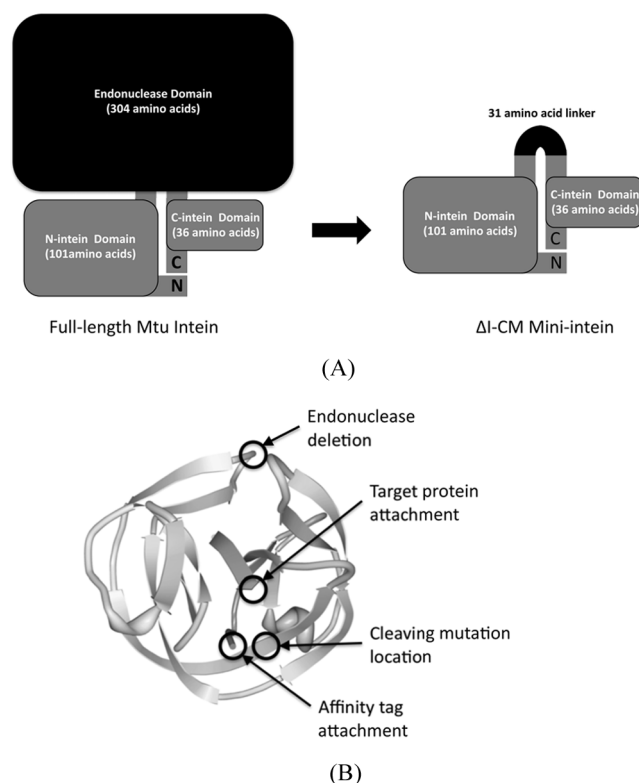 Endonuclease Domain
(304 amino acids)
31 amino acid linker
N-intein Domain
(101amino acids)
C-intein Domain
(36 amino acids)
C
N
N-intein Domain
(101 amino acids)
C-intein Domain
(36 amino acids)
C
N
Full-length Mtu Intein
ΔI-CM Mini-intein
(A)
Endonuclease
deletion
Target protein
attachment
Cleaving mutation
location
Affinity tag
attachment
(B)